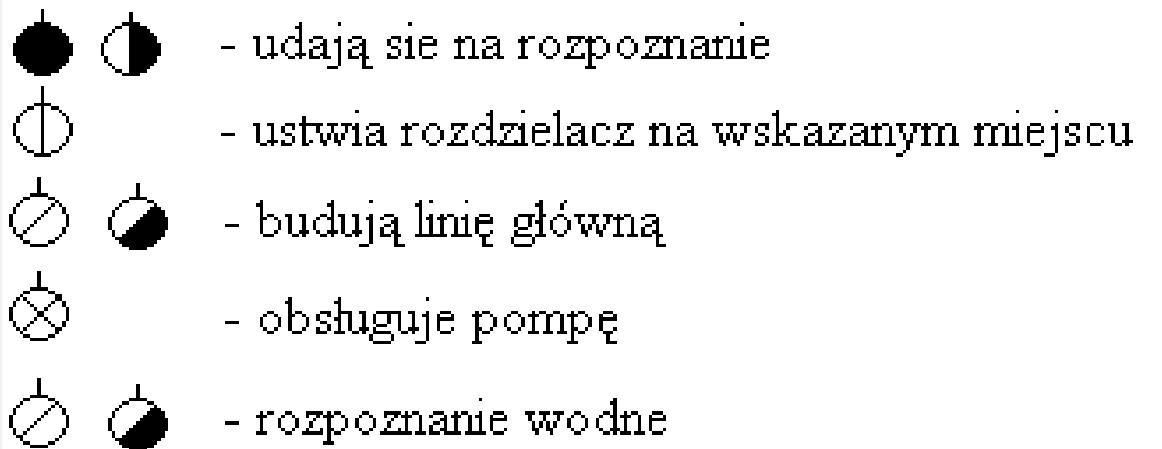 - udają sie na rozpoznanie
- ustwia rozdzielacz na wskazanym miejscu
- budują linię główną
- obsługuje pompę
- rozpoznanie wodne